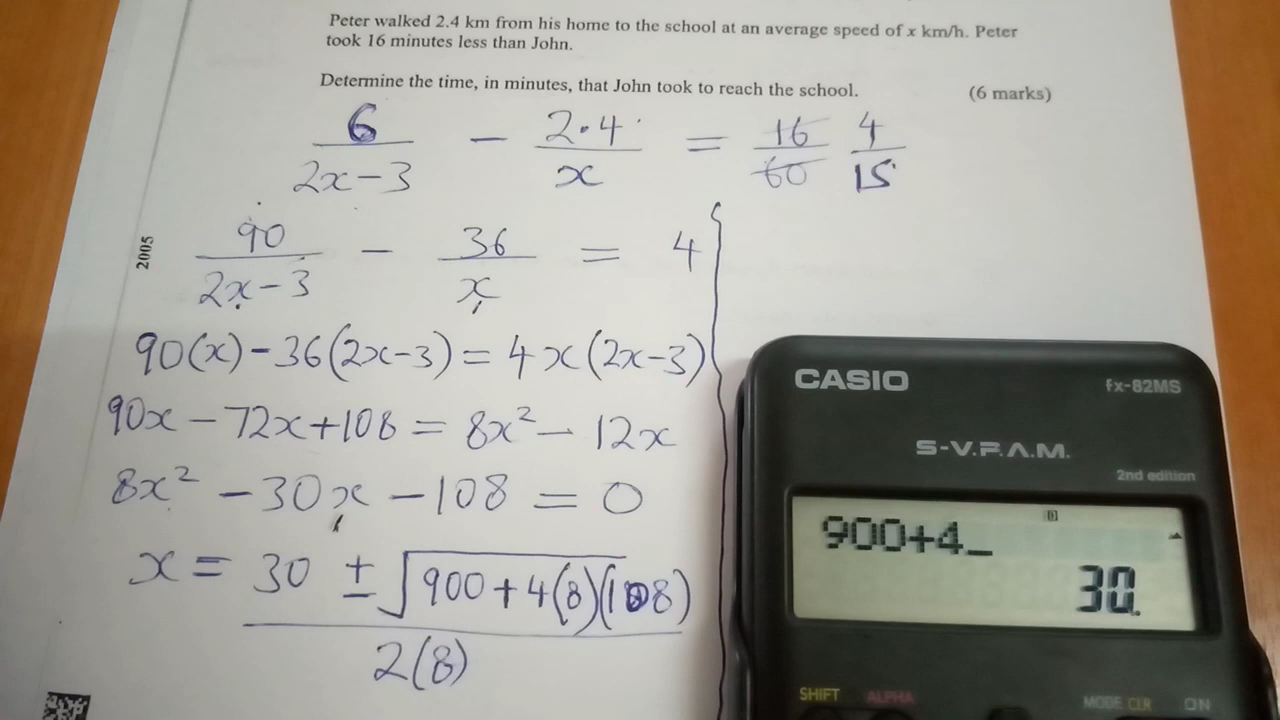 Peter walked 2.4 km from his home to the school at an average speed of x km/h. Peter
took 16 minutes less than John.
Determine the time, in minutes, that John took to reach the school. (6 marks)
6/(2x-3) - 2.4/x = 16/60 4/15
2005
90/(2x-3) - 36/x = 4
90(x) - 36(2x-3) = 4x(2x-3)
90x - 72x + 108 = 8x² - 12x
8x² - 30x - 108 = 0
x = (30 ± √(900 + 4(8)(108)))/2(8)
CASIO fx-82MS
S-V.P.A.M.
2nd edition
D
900+4_
30.
SHIFT ALPHA MODE CLR ON